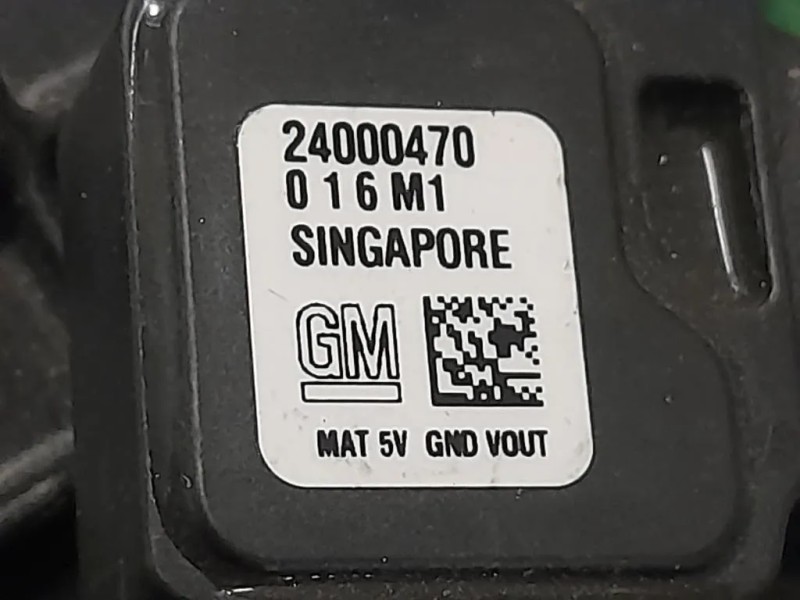 24000470
0 1 6 M1
SINGAPORE
GM
MAT 5V GND VOUT